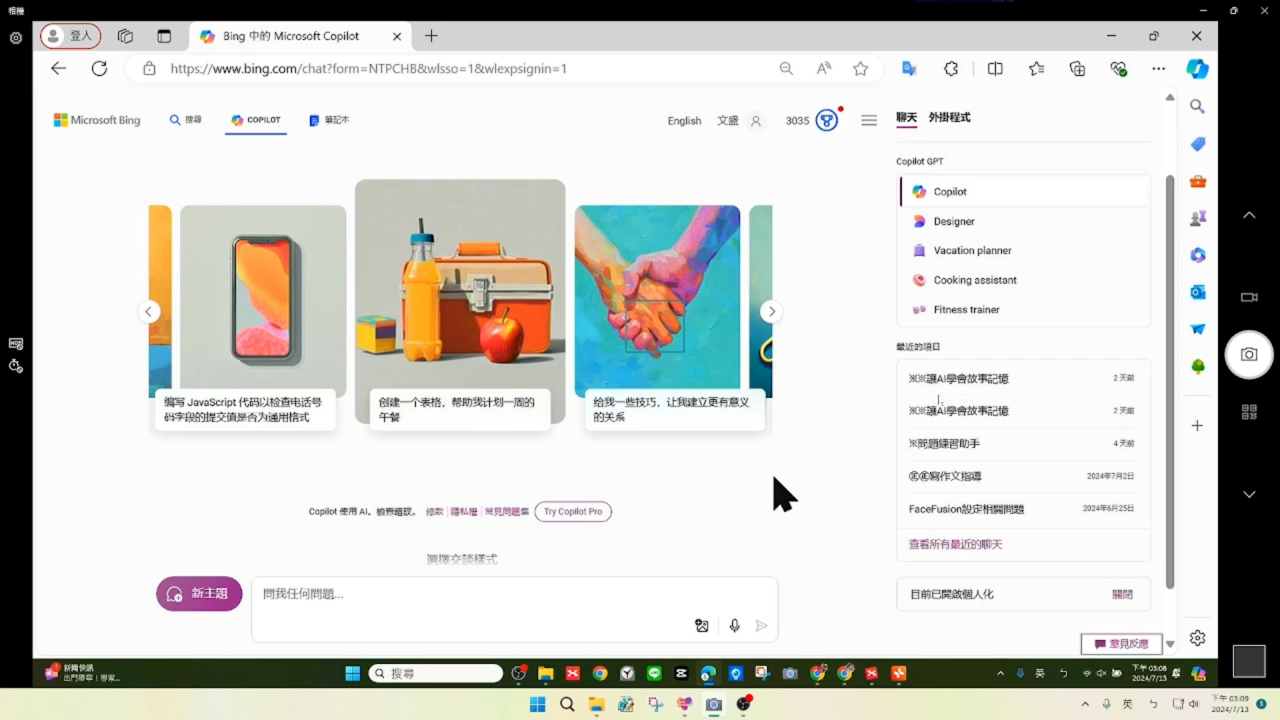 相機
登入
Bing 中的 Microsoft Copilot
https://www.bing.com/chat?form=NTPCHB&wlsso=1&wlexpsignin=1
Microsoft Bing
搜尋
COPILOT
筆記本
English
文盛
3035
聊天
外掛程式
Copilot GPT
Copilot
Designer
Vacation planner
Cooking assistant
Fitness trainer
编写 JavaScript 代码以检查电话号
码字段的提交值是否为通用格式
创建一个表格，帮助我计划一周的
午餐
给我一些技巧，让我建立更有意义
的关系
最近的項目
※※讓AI學會故事記憶
2 天前
※※讓AI學會故事記憶
2 天前
※問題練習助手
4 天前
寫作文指導
2024年7月2日
FaceFusion設定相關問題
2024年6月25日
查看所有最近的聊天
Copilot 使用 AI。檢查錯誤。
條款
隱私權
常見問題集
Try Copilot Pro
選擇交談樣式
新主題
問我任何問題...
目前已開啟個人化
關閉
意見反應
新聞快訊
出門帶傘！專家...
搜尋
英
下午 03:08
2024/7/13
英
下午 03:09
2024/7/13